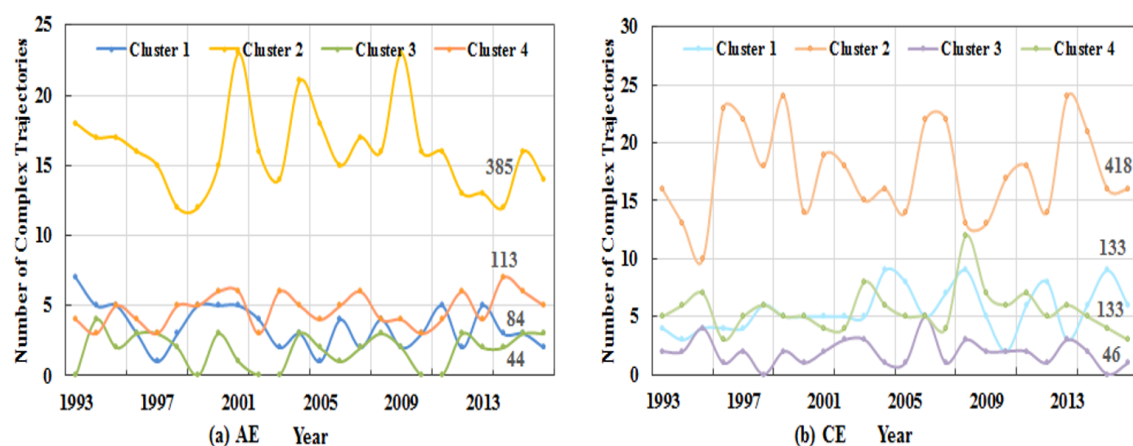 Number of Complex Trajectories
25
20
15
10
5
0
Cluster 1 Cluster 2 Cluster 3 Cluster 4
385
113
84
44
1993 1997 2001 2005 2009 2013
(a) AE Year
Number of Complex Trajectories
30
25
20
15
10
5
0
Cluster 1 Cluster 2 Cluster 3 Cluster 4
418
133
133
46
1993 1997 2001 2005 2009 2013
(b) CE Year